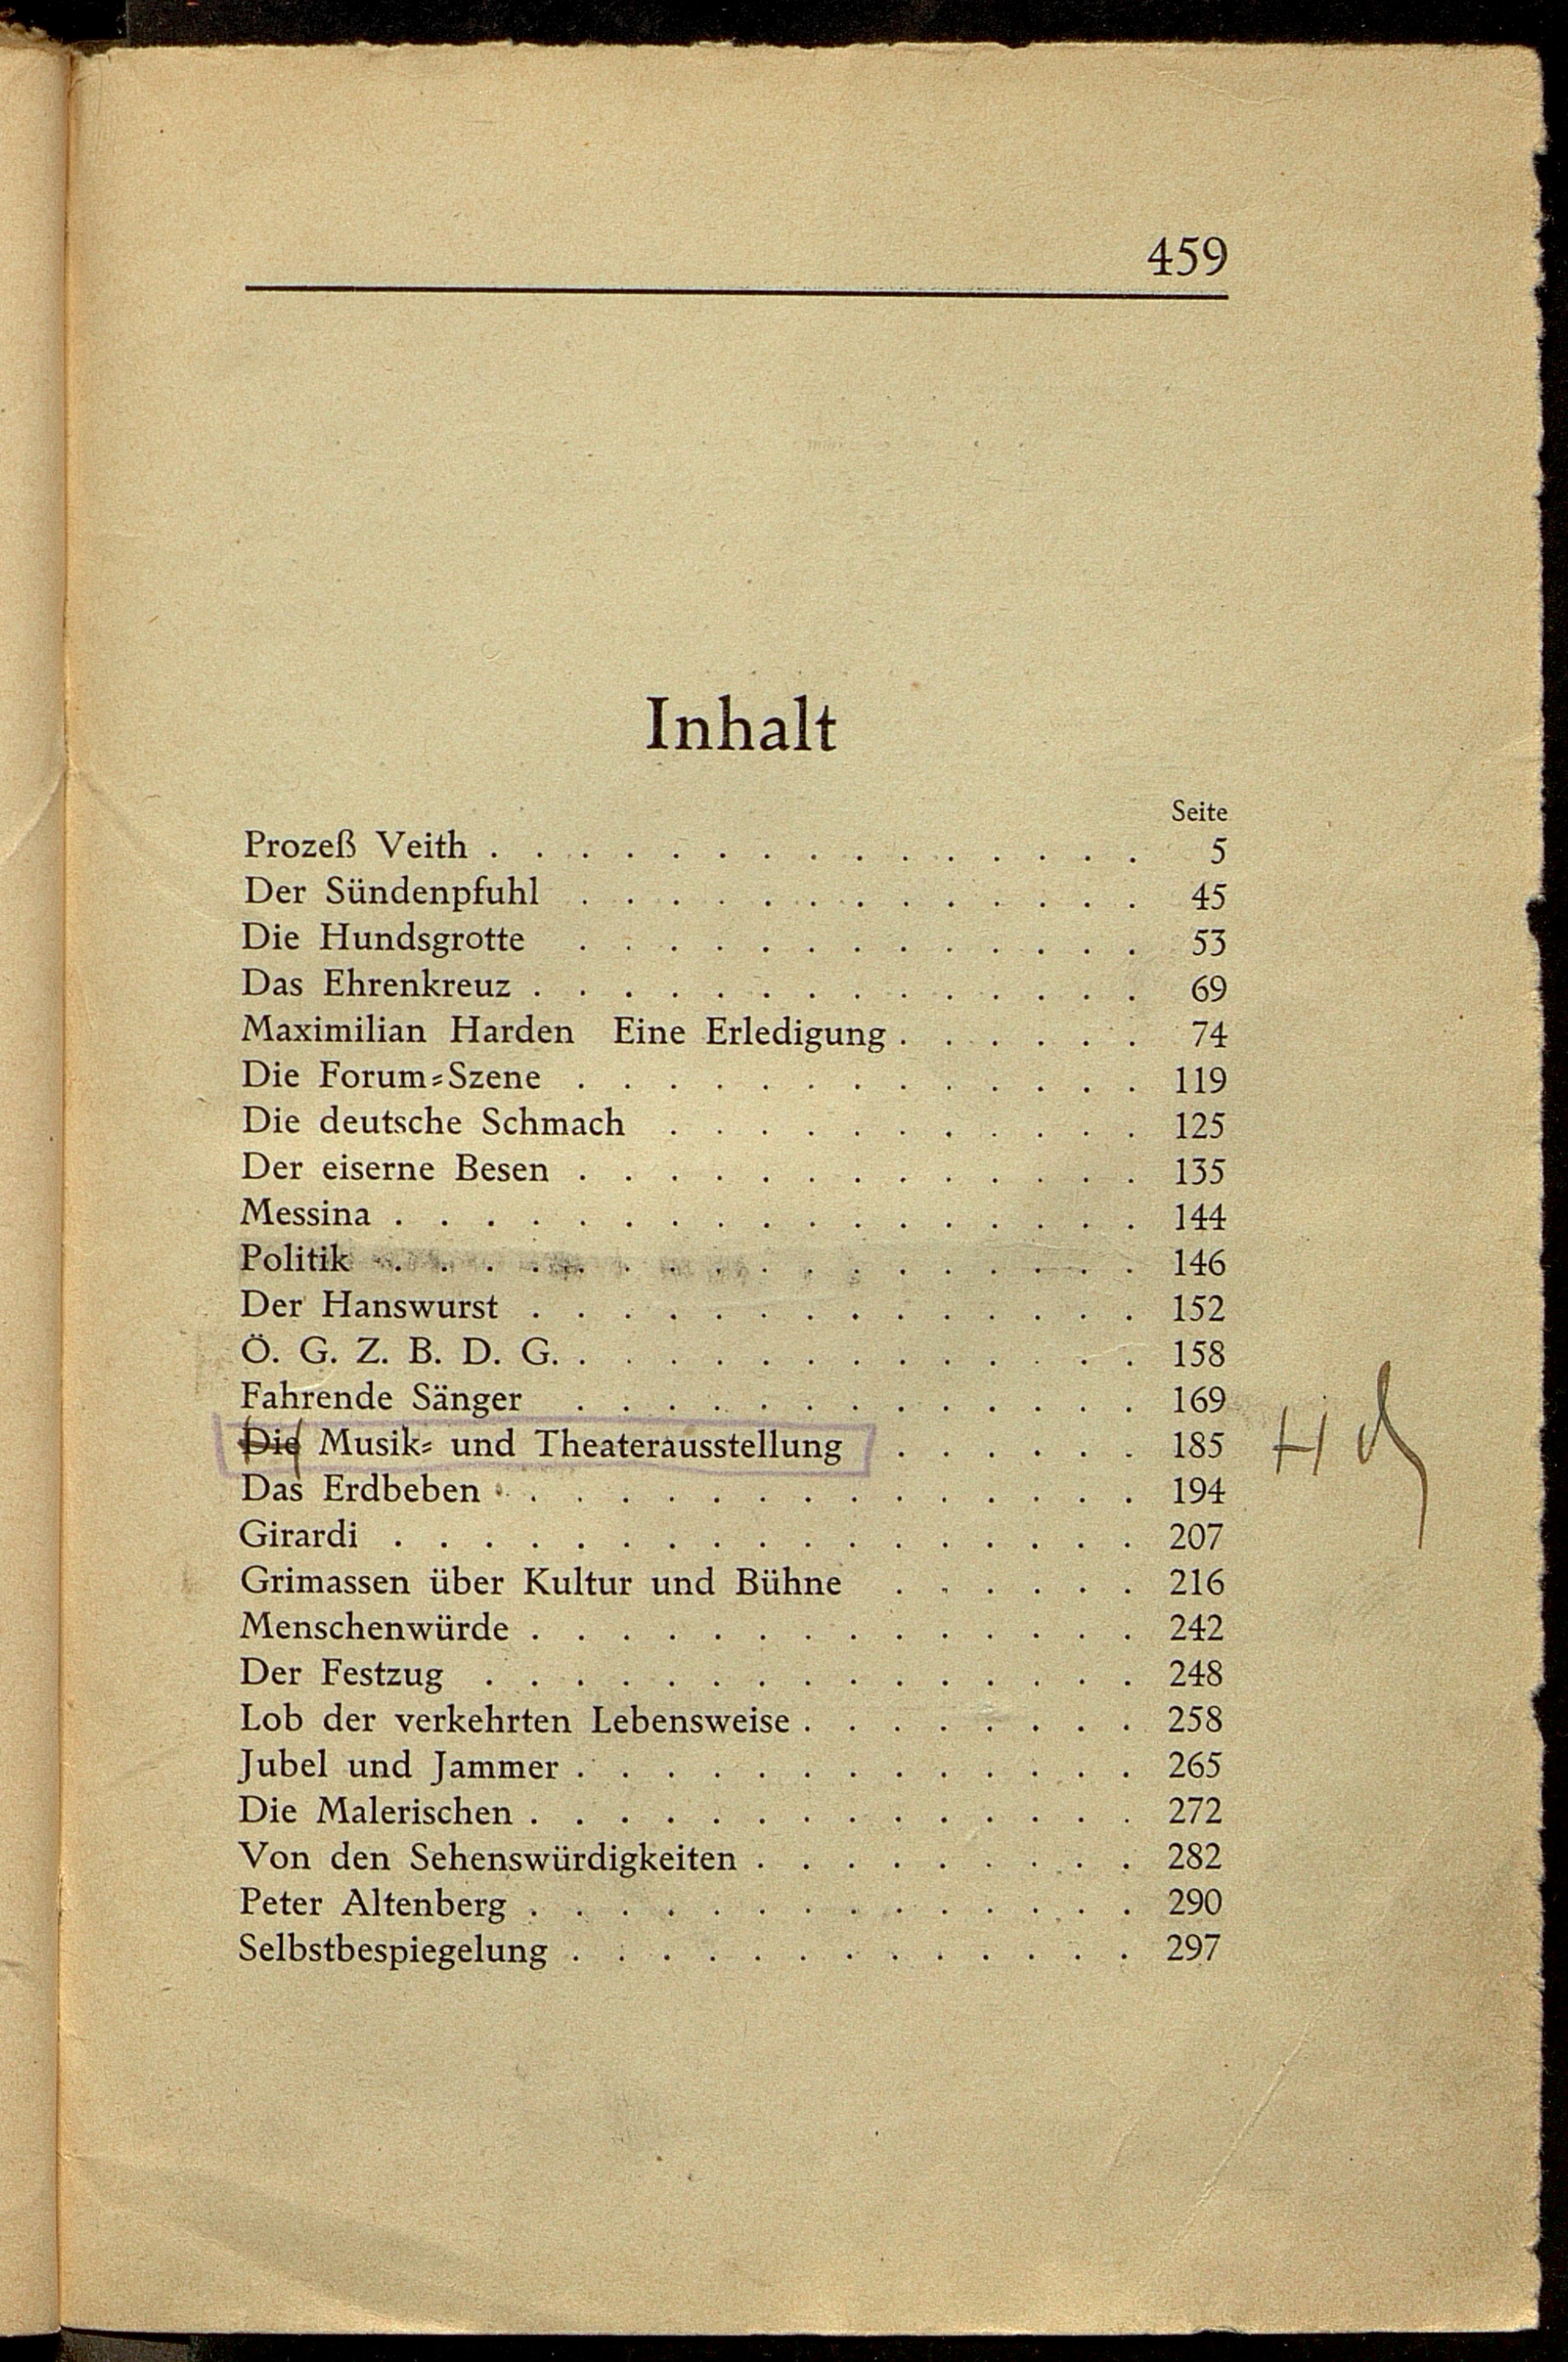 459
Inhalt
Seite
Prozeß Veith . . . . . . . . . . . . . . . 5
Der Sündenpfuhl . . . . . . . . . . . . . 45
Die Hundsgrotte . . . . . . . . . . . . . 53
Das Ehrenkreuz . . . . . . . . . . . . . . 69
Maximilian Harden Eine Erledigung . . . . . . 74
Die Forum=Szene . . . . . . . . . . . . . 119
Die deutsche Schmach . . . . . . . . . . . 125
Der eiserne Besen . . . . . . . . . . . . . 135
Messina . . . . . . . . . . . . . . . . . 144
Politik . . . . . . . . . . . . . . . . . 146
Der Hanswurst . . . . . . . . . . . . . . 152
Ö. G. Z. B. D. G. . . . . . . . . . . . . . 158
Fahrende Sänger . . . . . . . . . . . . . 169
Die Musik= und Theaterausstellung . . . . . . 185
Das Erdbeben . . . . . . . . . . . . . . . 194
Girardi . . . . . . . . . . . . . . . . . 207
Grimassen über Kultur und Bühne . . . . . . 216
Menschenwürde . . . . . . . . . . . . . . 242
Der Festzug . . . . . . . . . . . . . . . 248
Lob der verkehrten Lebensweise . . . . . . . . 258
Jubel und Jammer . . . . . . . . . . . . . 265
Die Malerischen . . . . . . . . . . . . . . 272
Von den Sehenswürdigkeiten . . . . . . . . . 282
Peter Altenberg . . . . . . . . . . . . . . 290
Selbstbespiegelung . . . . . . . . . . . . . 297